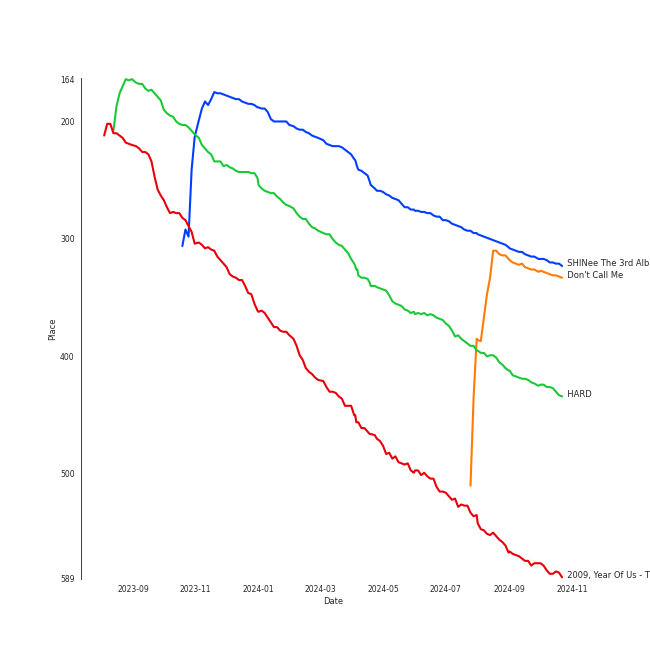 164
200
300
400
500
589
Place
2023-09
2023-11
2024-01
2024-03
2024-05
2024-07
2024-09
2024-11
Date
SHINee The 3rd Alb
Don't Call Me
HARD
2009, Year Of Us - T